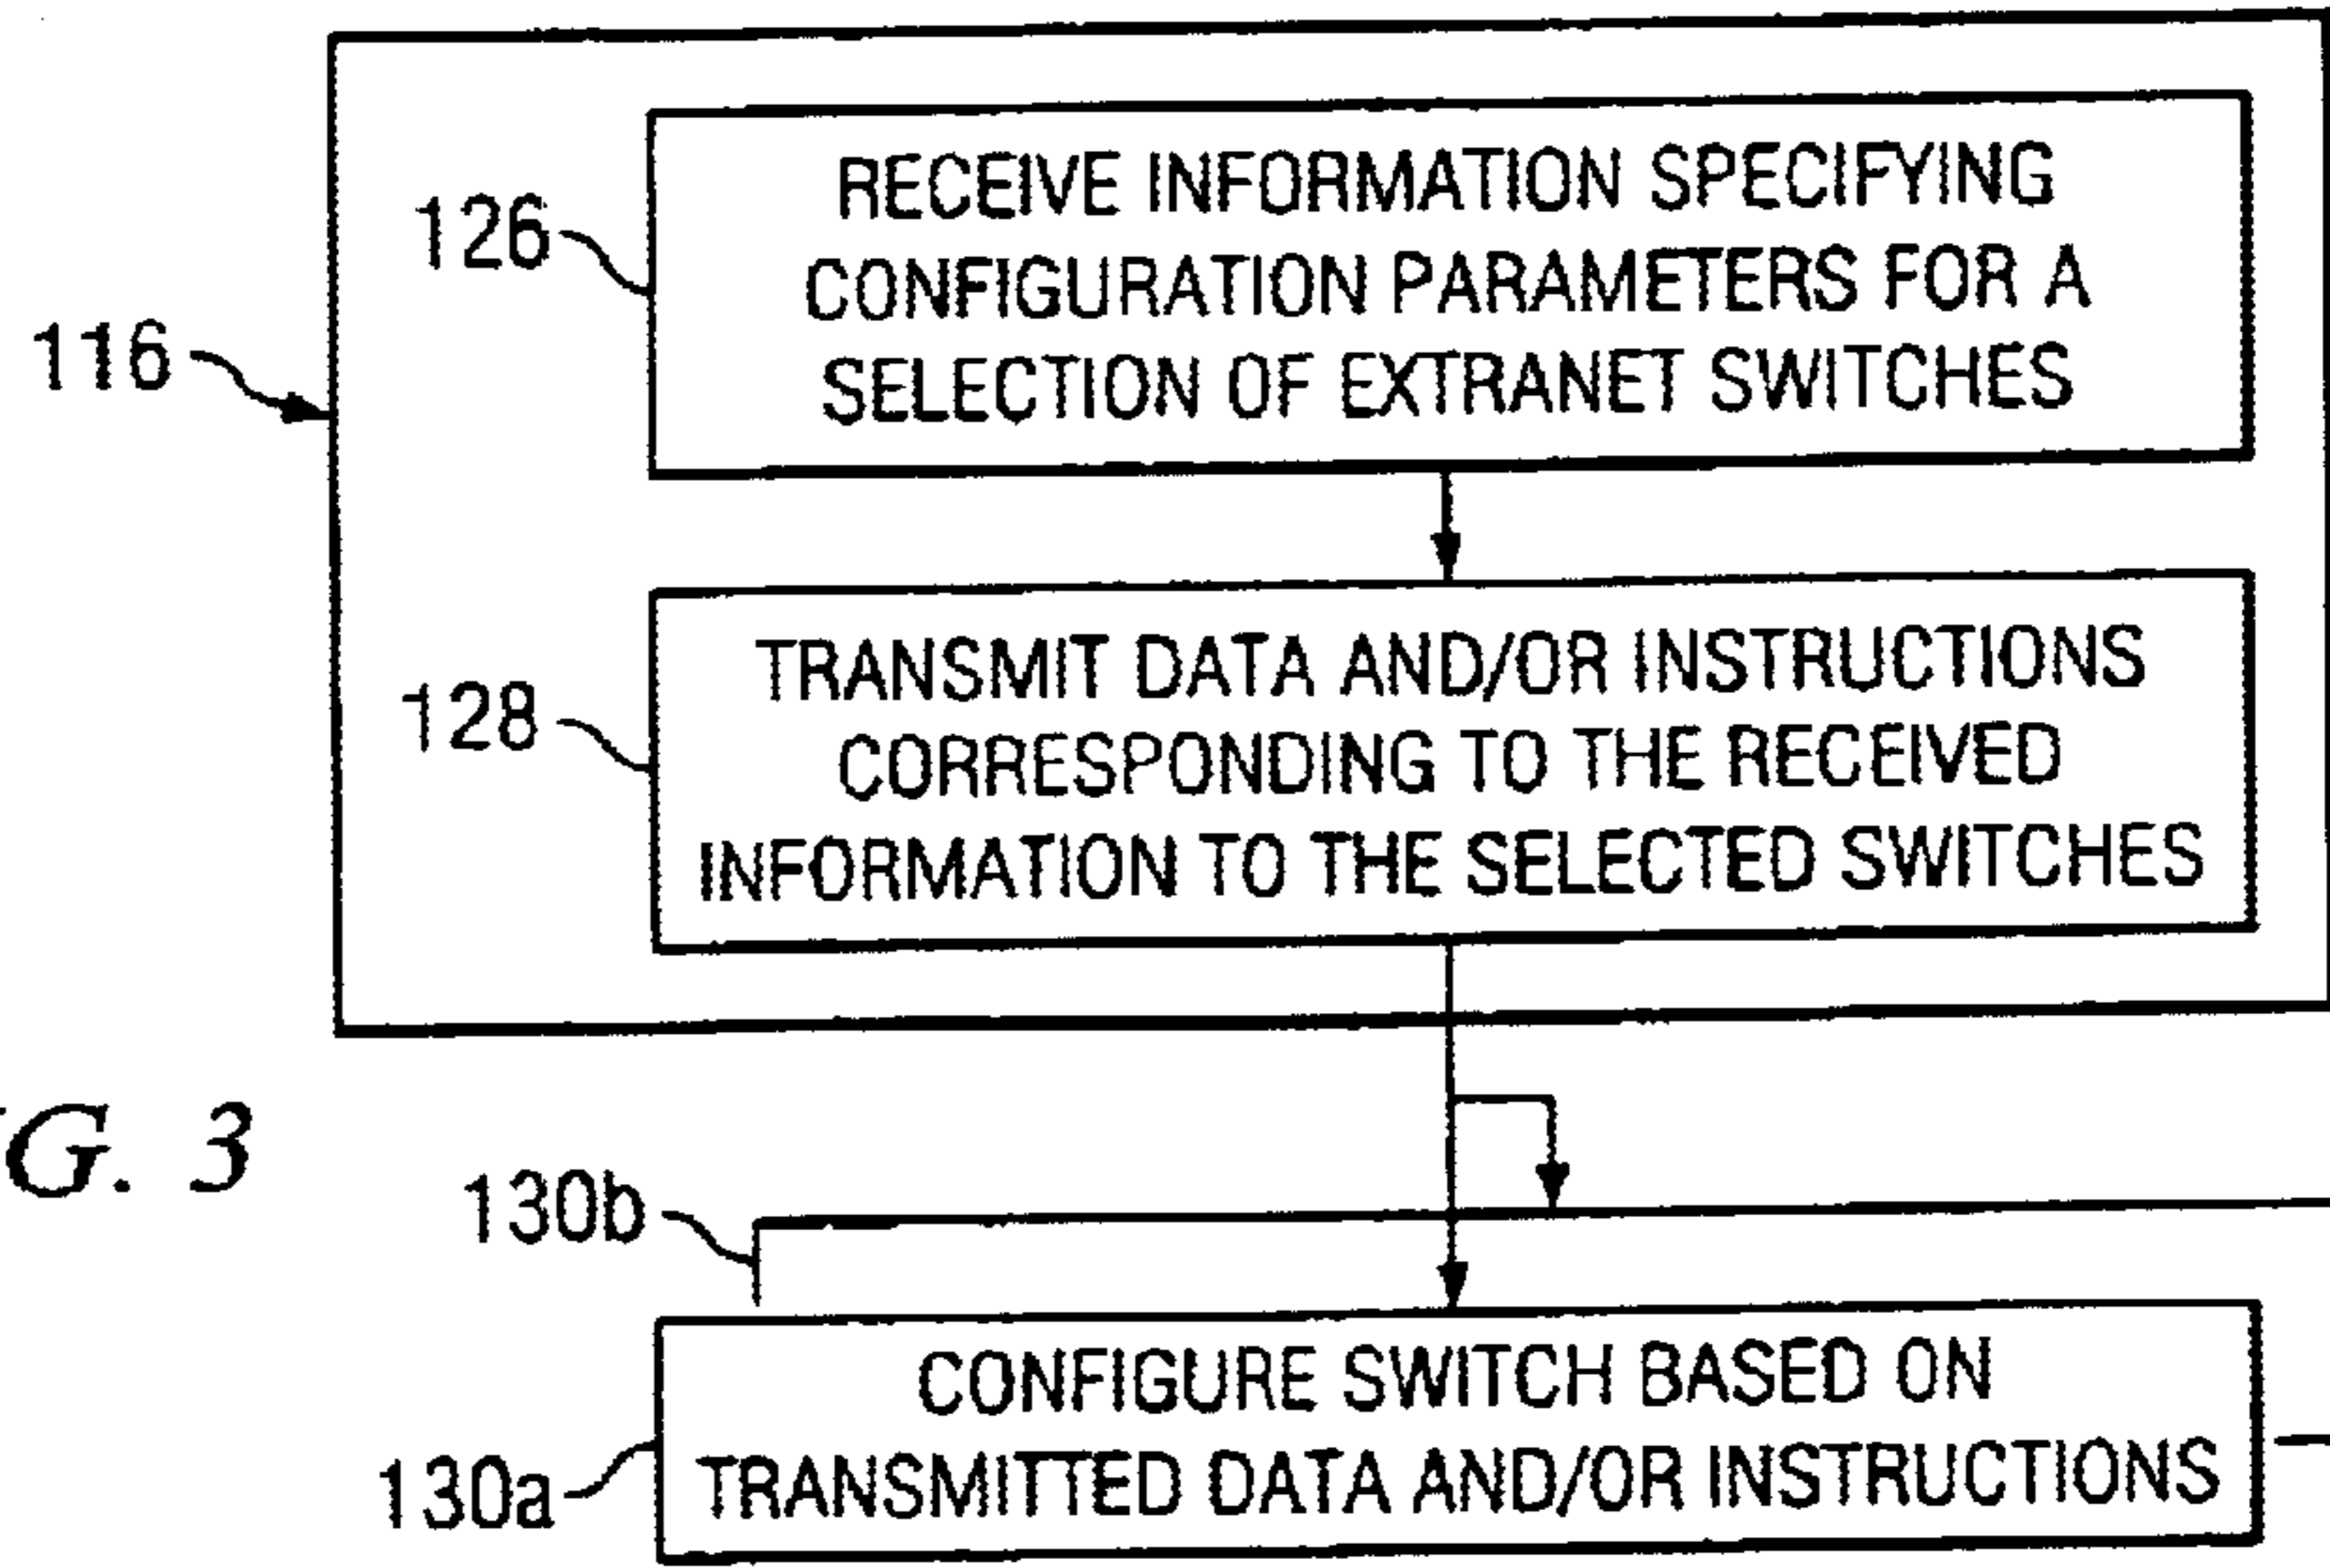 RECEIVE INFORMATION SPECIFYING
CONFIGURATION PARAMETERS FOR A
SELECTION OF EXTRANET SWITCHES
126
116
TRANSMIT DATA AND/OR INSTRUCTIONS
CORRESPONDING TO THE RECEIVED
INFORMATION TO THE SELECTED SWITCHES
128
G. 3
130b
CONFIGURE SWITCH BASED ON
TRANSMITTED DATA AND/OR INSTRUCTIONS
130a